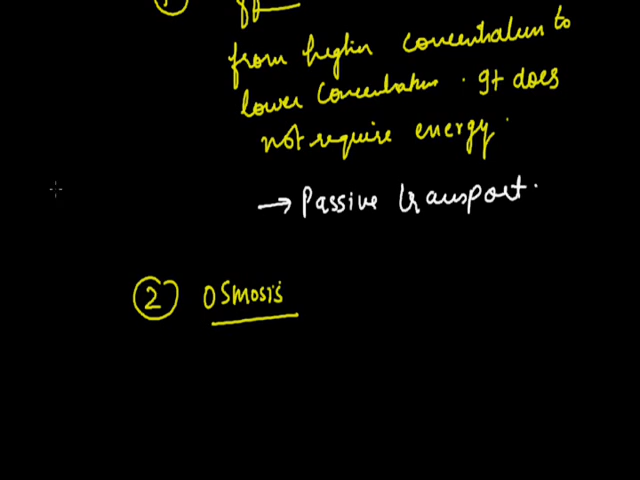 from higher concentration to
lower concentration. It does
not require energy.
→ Passive transport.
② Osmosis